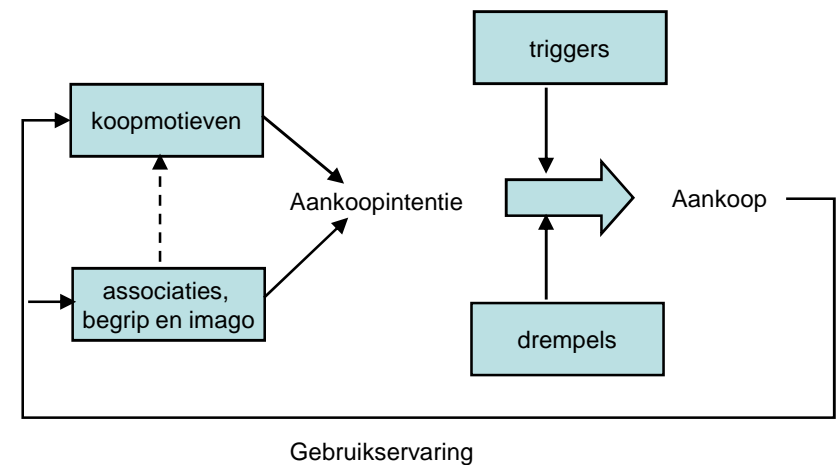 triggers
koopmotieven
Aankoopintentie
Aankoop
associaties,
begrip en imago
drempels
Gebruikservaring